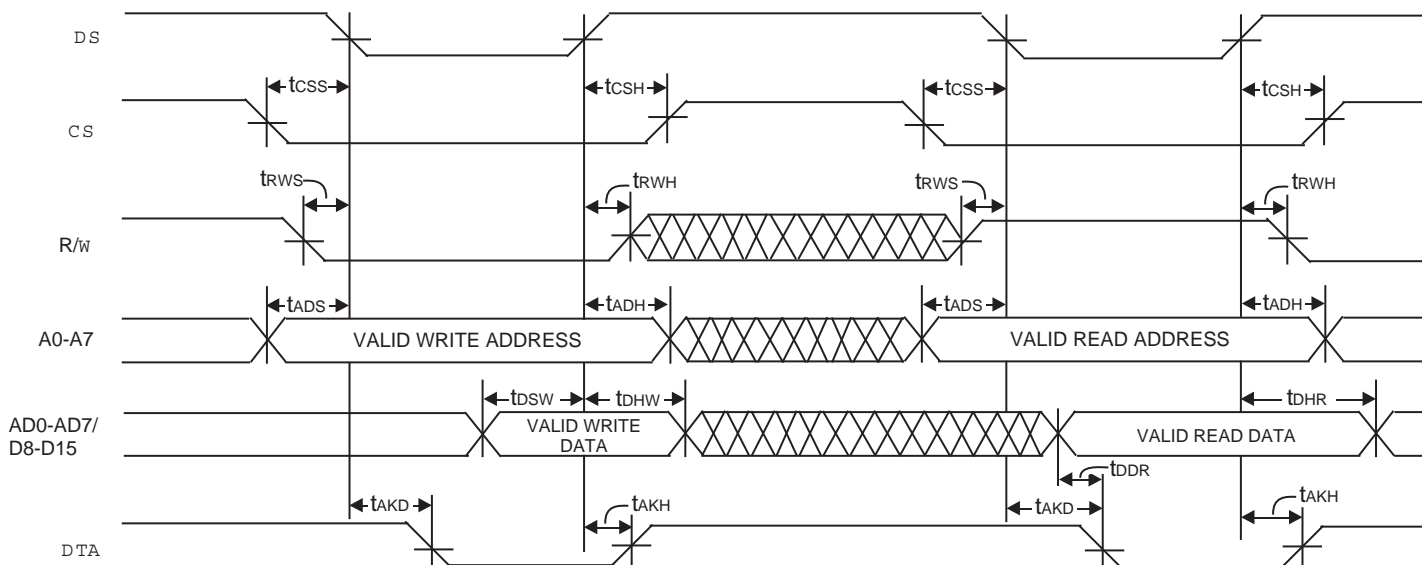 DS
tCSS
tCSH
tCSS
tCSH
CS
tRWS
tRWH
tRWS
tRWH
R/W
tADS
tADH
tADS
tADH
A0-A7
VALID WRITE ADDRESS
VALID READ ADDRESS
tDSW
tDHW
tDHR
AD0-AD7/
D8-D15
VALID WRITE
DATA
VALID READ DATA
tDDR
tAKD
tAKH
tAKD
tAKH
DTA